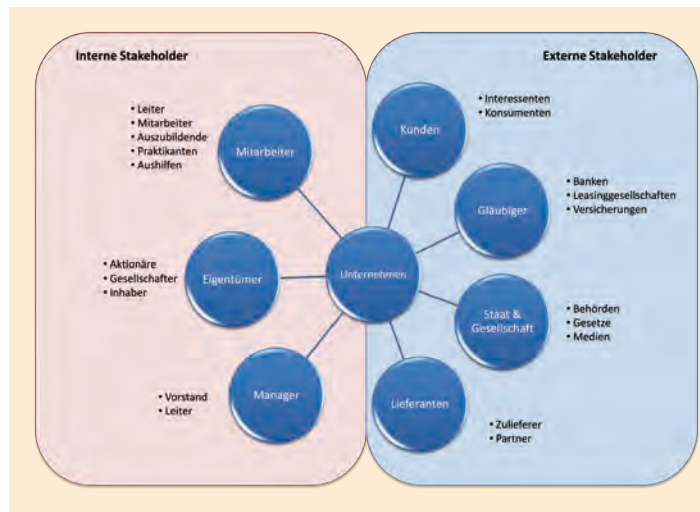 Interne Stakeholder
• Leiter
• Mitarbeiter
• Auszubildende
• Praktikanten
• Aushilfen
Mitarbeiter
• Aktionäre
• Gesellschafter
• Inhaber
Eigentümer
• Vorstand
• Leiter
Manager
Unternehmen
Externe Stakeholder
Kunden
• Interessenten
• Konsumenten
Gläubiger
• Banken
• Leasinggesellschaften
• Versicherungen
Staat &
Gesellschaft
• Behörden
• Gesetze
• Medien
Lieferanten
• Zulieferer
• Partner